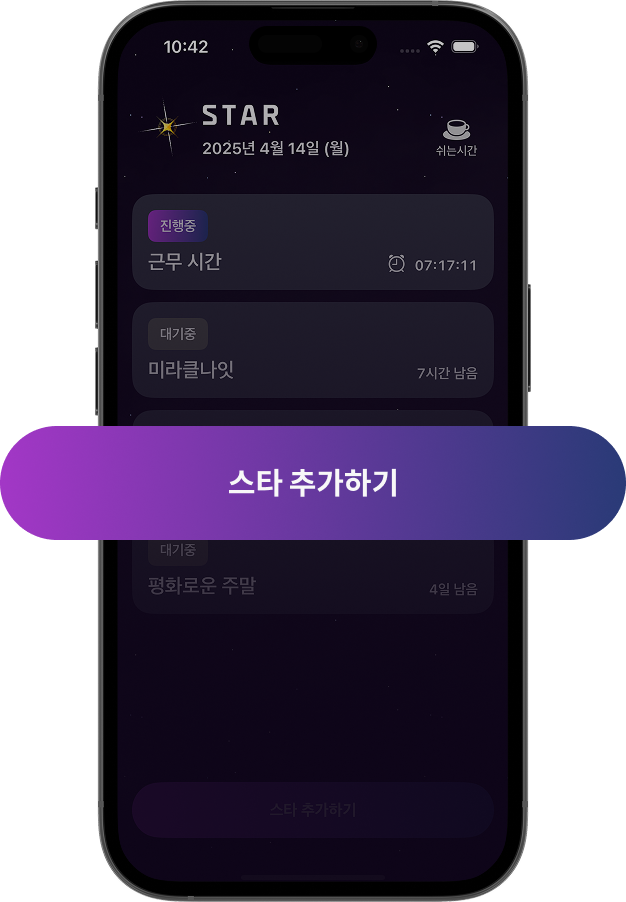 10:42
STAR
2025년 4월 14일 (월)
쉬는시간
진행중
근무 시간
07:17:11
대기중
미라클나잇
7시간 남음
스타 추가하기
대기중
평화로운 주말
4일 남음
스타 추가하기